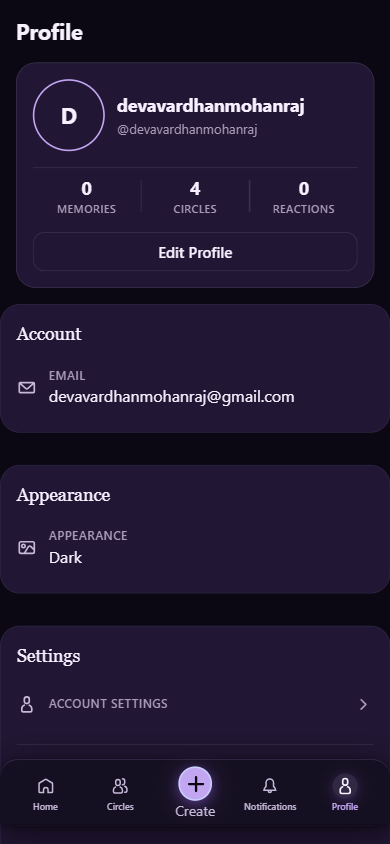 Profile
D
devavardhanmohanraj
@devavardhanmohanraj
0
MEMORIES
4
CIRCLES
0
REACTIONS
Edit Profile
Account
EMAIL
devavardhanmohanraj@gmail.com
Appearance
APPEARANCE
Dark
Settings
ACCOUNT SETTINGS
Home
Circles
Create
Notifications
Profile